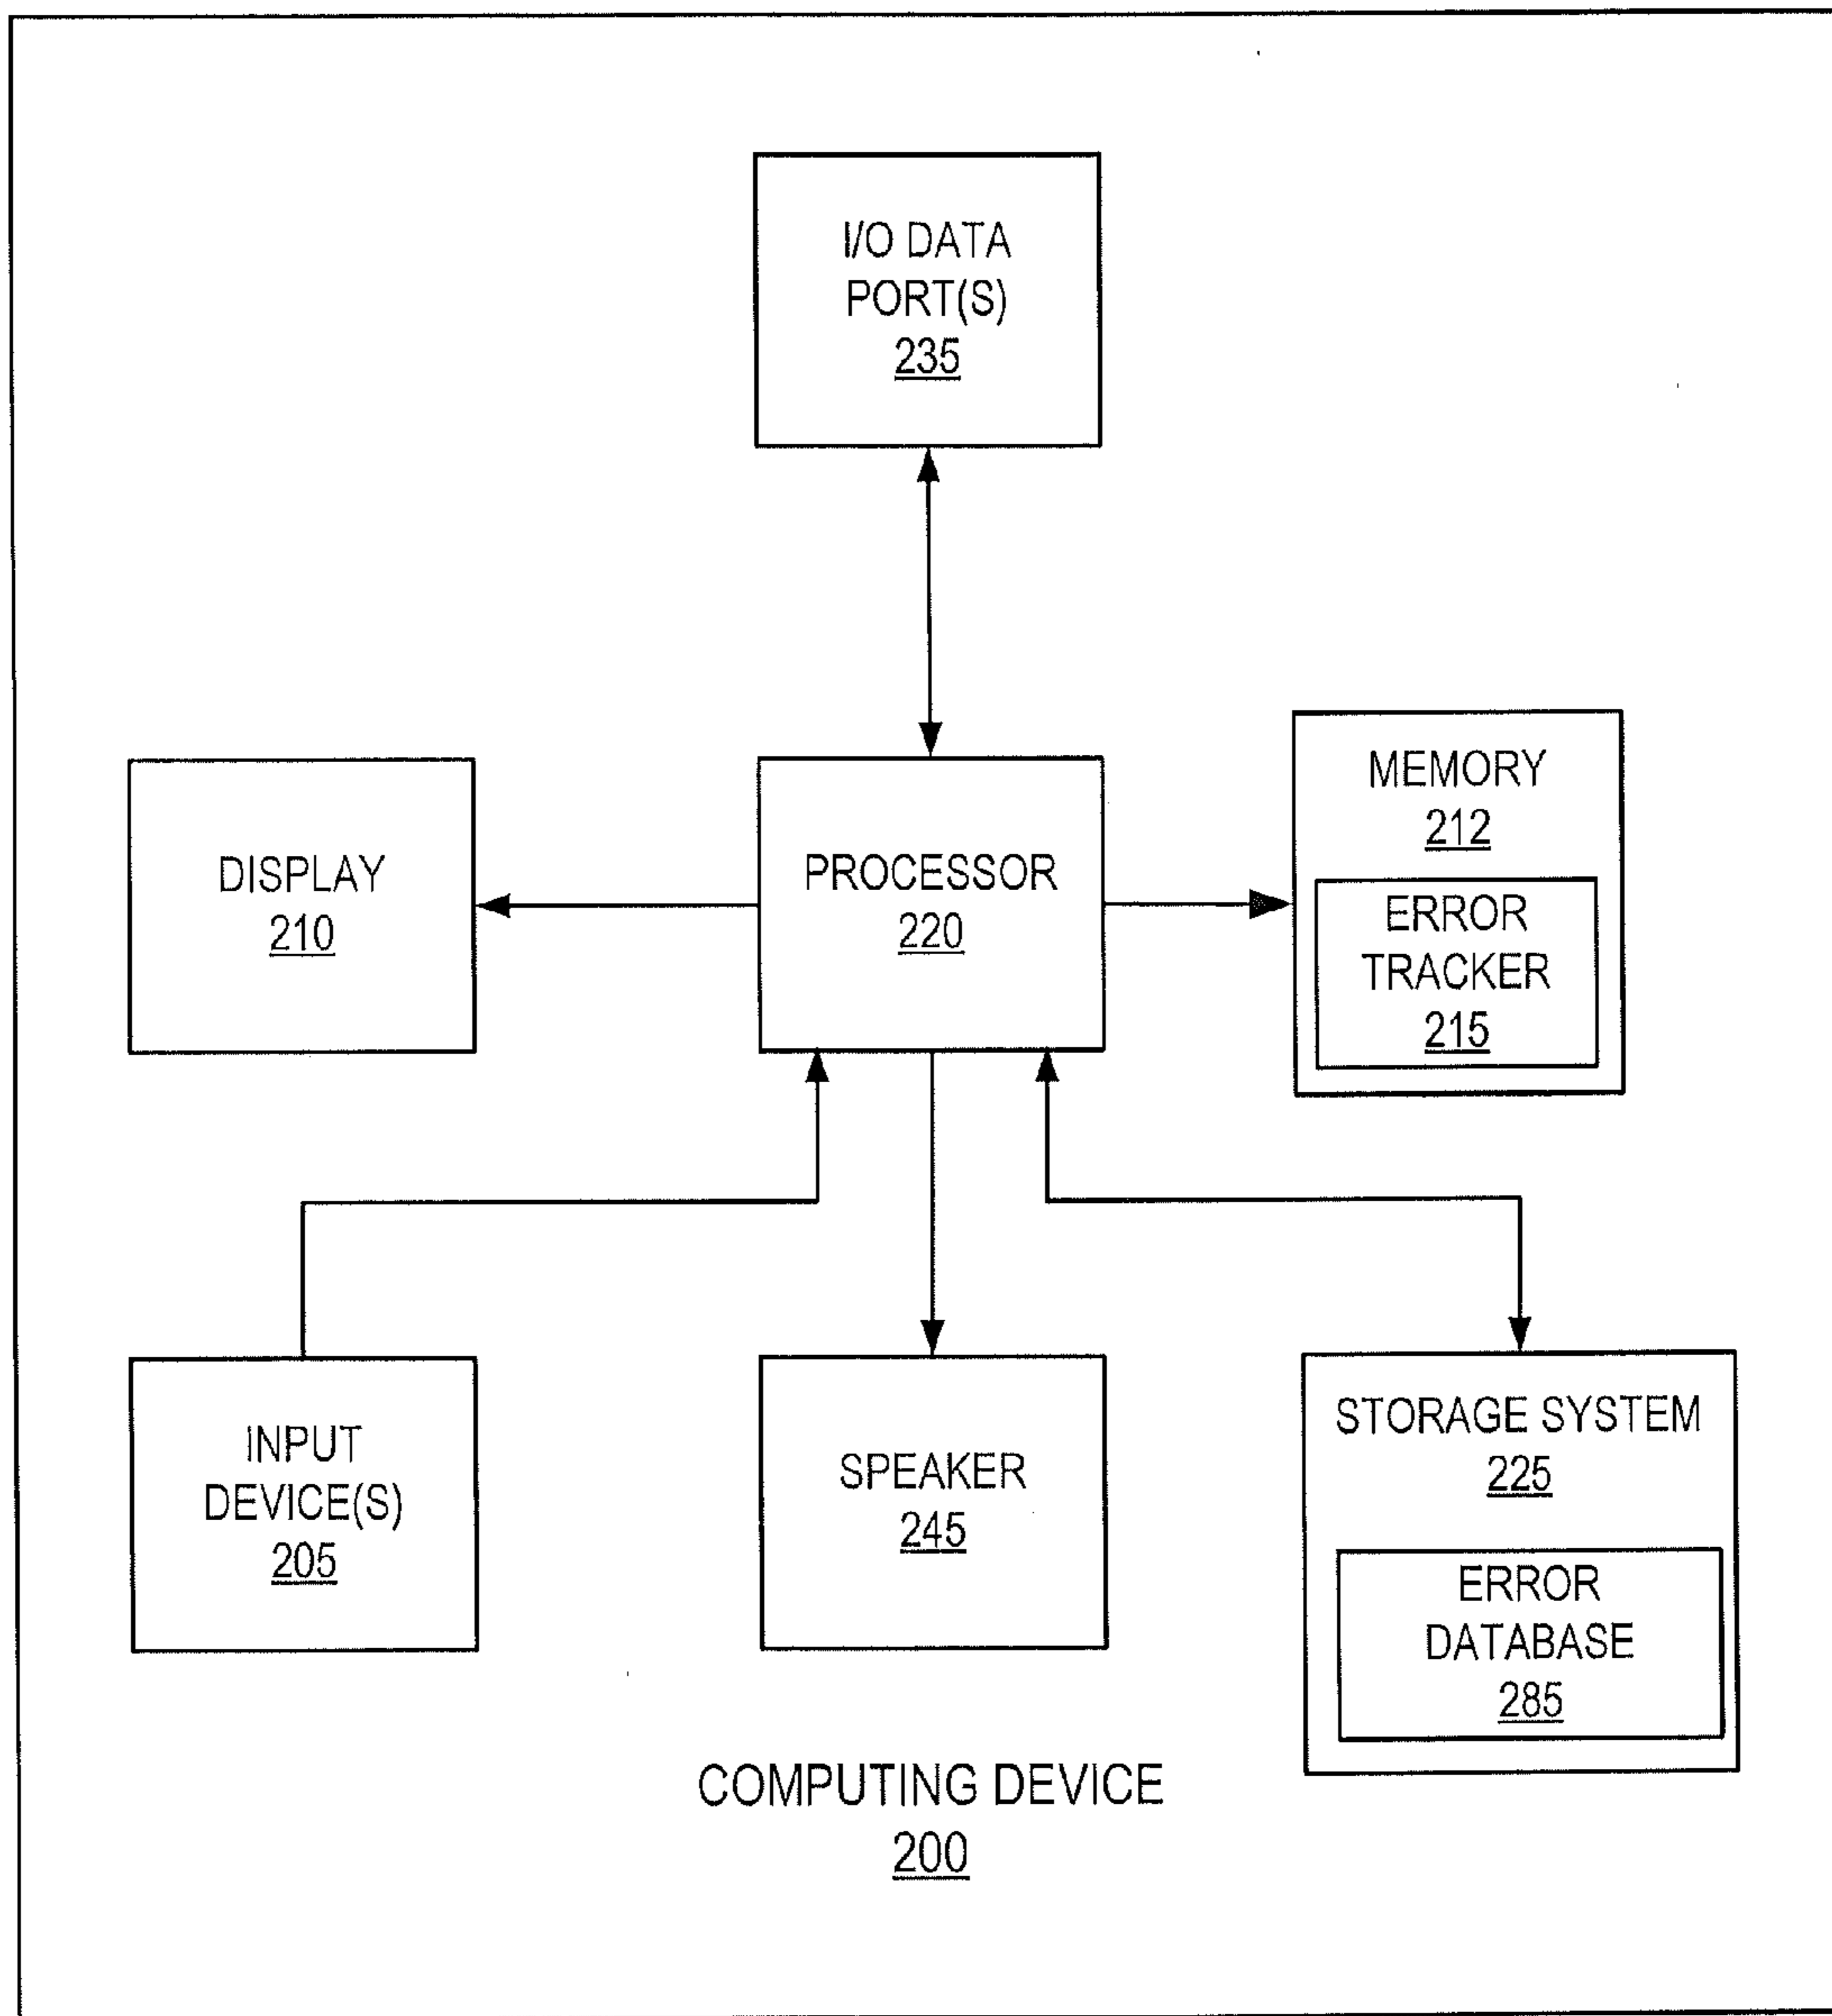 I/O DATA
PORT(S)
235
DISPLAY
210
PROCESSOR
220
MEMORY
212
ERROR
TRACKER
215
INPUT
DEVICE(S)
205
SPEAKER
245
STORAGE SYSTEM
225
ERROR
DATABASE
285
COMPUTING DEVICE
200